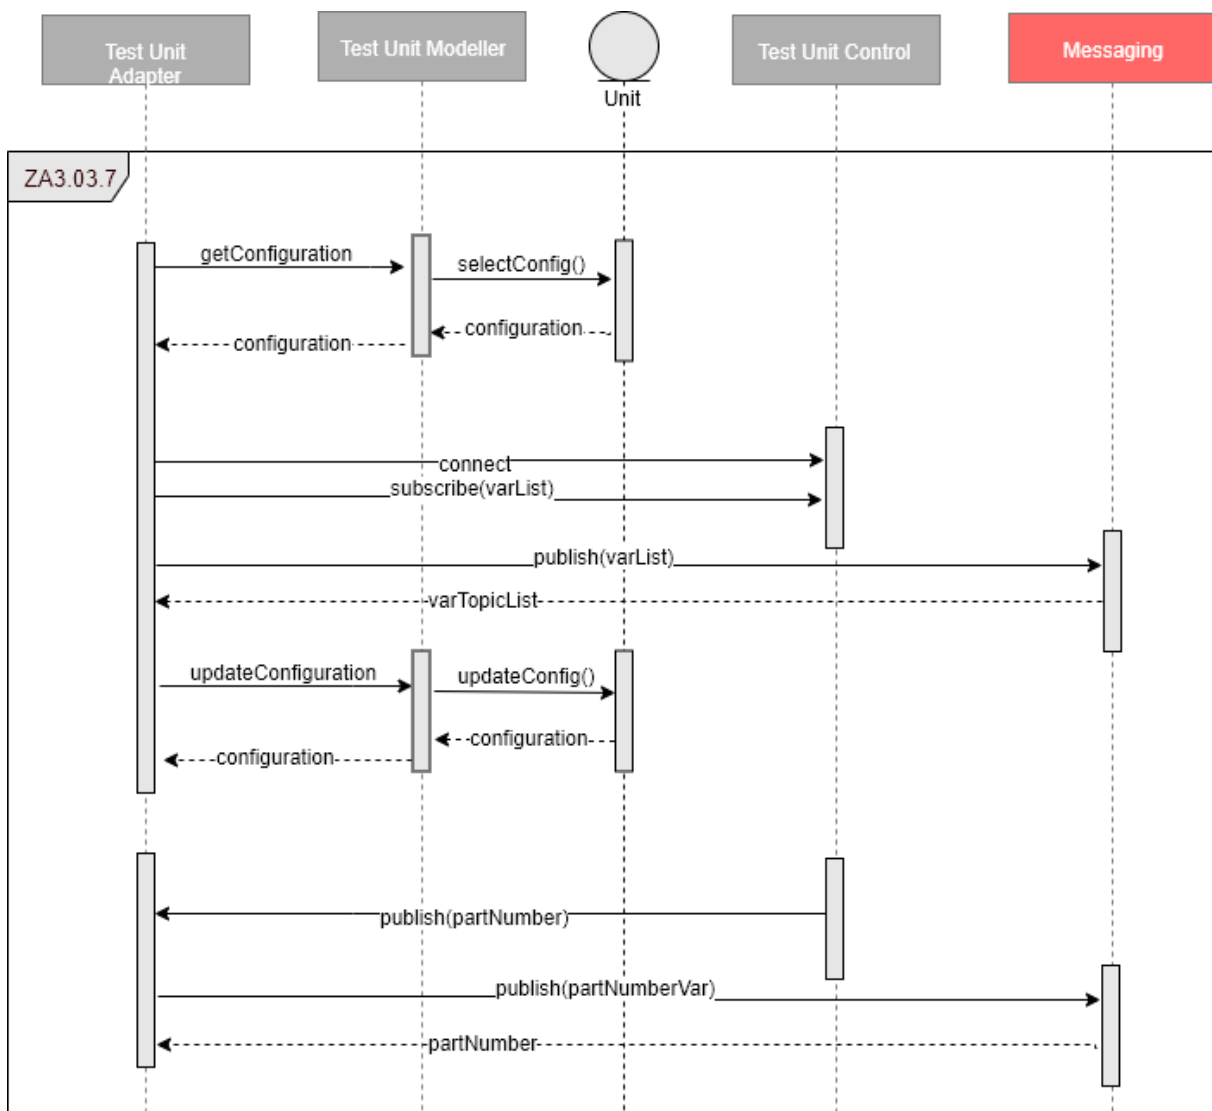 Test Unit
Adapter
Test Unit Modeller
Unit
Test Unit Control
Messaging
ZA3.03.7
getConfiguration
selectConfig()
configuration
configuration
connect
subscribe(varList)
publish(varList)
varTopicList
updateConfiguration
updateConfig()
configuration
configuration
publish(partNumber)
publish(partNumberVar)
partNumber